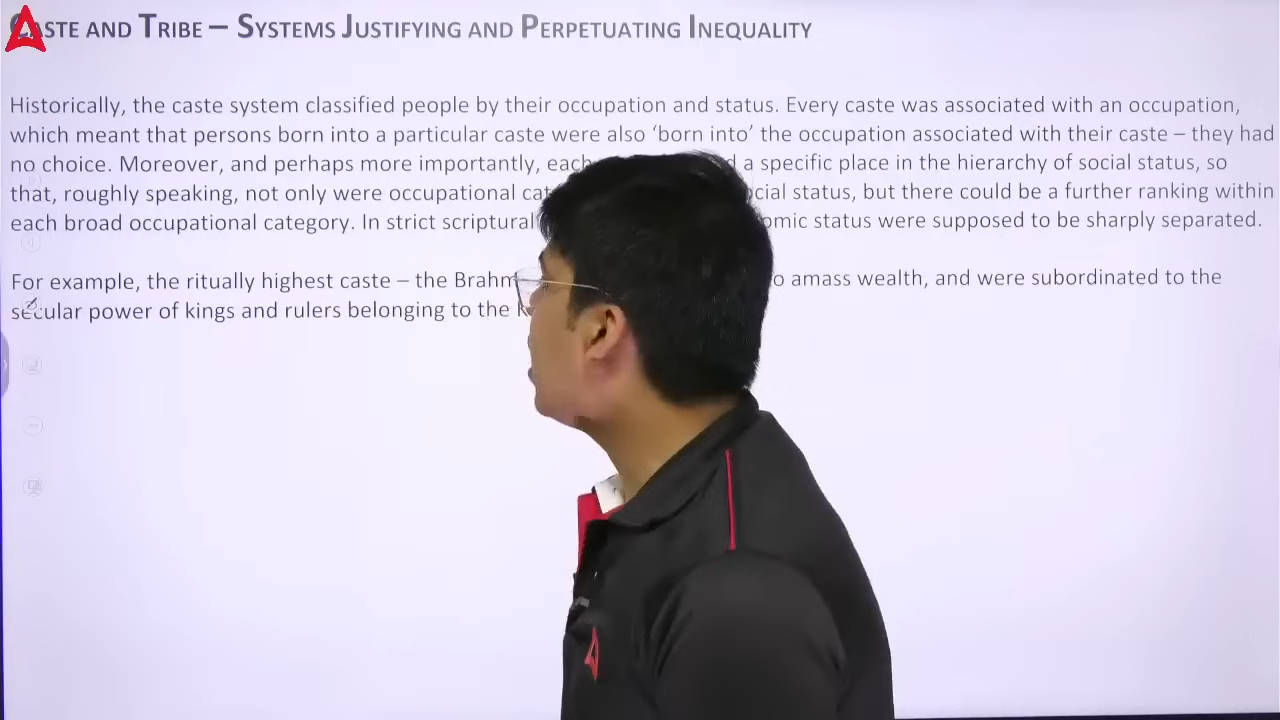 CASTE AND TRIBE – SYSTEMS JUSTIFYING AND PERPETUATING INEQUALITY
Historically, the caste system classified people by their occupation and status. Every caste was associated with an occupation,
which meant that persons born into a particular caste were also ‘born into’ the occupation associated with their caste – they had
no choice. Moreover, and perhaps more importantly, each a specific place in the hierarchy of social status, so
that, roughly speaking, not only were occupational status, but there could be a further ranking within
each broad occupational category. In strict scriptural status were supposed to be sharply separated.
For example, the ritually highest caste – the amass wealth, and were subordinated to the
secular power of kings and rulers belonging to the